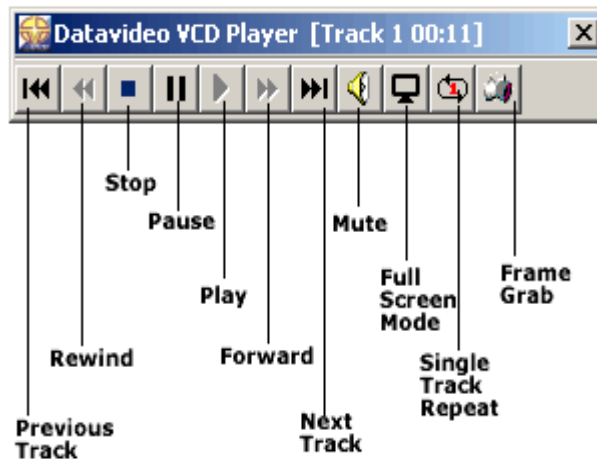 Datavideo VCD Player [Track 1 00:11]
1
Stop
Pause
Mute
Play
Full
Screen
Mode
Frame
Grab
Rewind
Forward
Single
Track
Repeat
Previous
Track
Next
Track